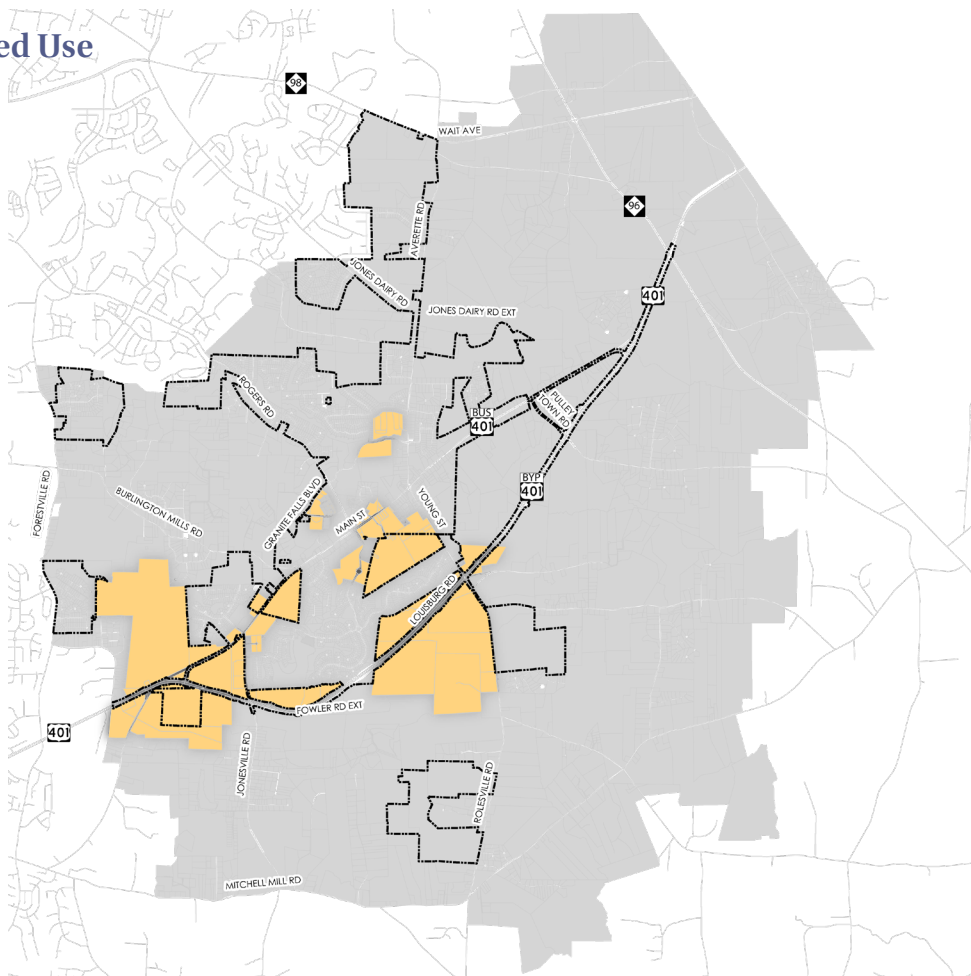 ed Use
98
WAIT AVE
96
AVERETTE RD
JONES DAIRY RD
401
JONES DAIRY RD EXT
ROGERS RD
PULLEY
TOWN RD
BUS
401
BYP
401
FORESTVILLE RD
BURLINGTON MILLS RD
GRANITE FALLS BLVD
MAIN ST
YOUNG ST
LOUISBURG RD
FOWLER RD EXT
401
JONESVILLE RD
ROLESVILLE RD
MITCHELL MILL RD